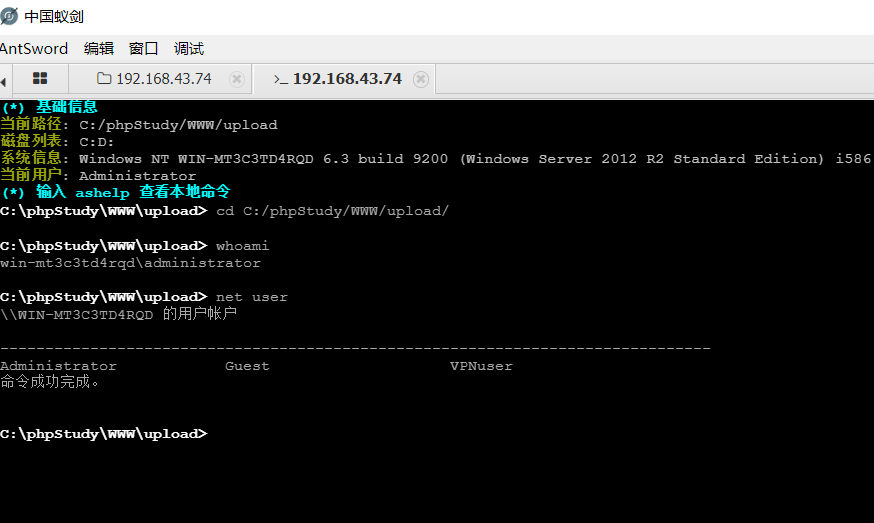 中国蚁剑
AntSword 编辑 窗口 调试
192.168.43.74 >_ 192.168.43.74
(*) 基础信息
当前路径: C:/phpStudy/WWW/upload
磁盘列表: C:D:
系统信息: Windows NT WIN-MT3C3TD4RQD 6.3 build 9200 (Windows Server 2012 R2 Standard Edition) i586
当前用户: Administrator
(*) 输入 ashelp 查看本地命令
C:\phpStudy\WWW\upload> cd C:/phpStudy/WWW/upload/
C:\phpStudy\WWW\upload> whoami
win-mt3c3td4rqd\administrator
C:\phpStudy\WWW\upload> net user
\\WIN-MT3C3TD4RQD 的用户帐户
-------------------------------------------------------------------------------
Administrator Guest VPNuser
命令成功完成。
C:\phpStudy\WWW\upload>